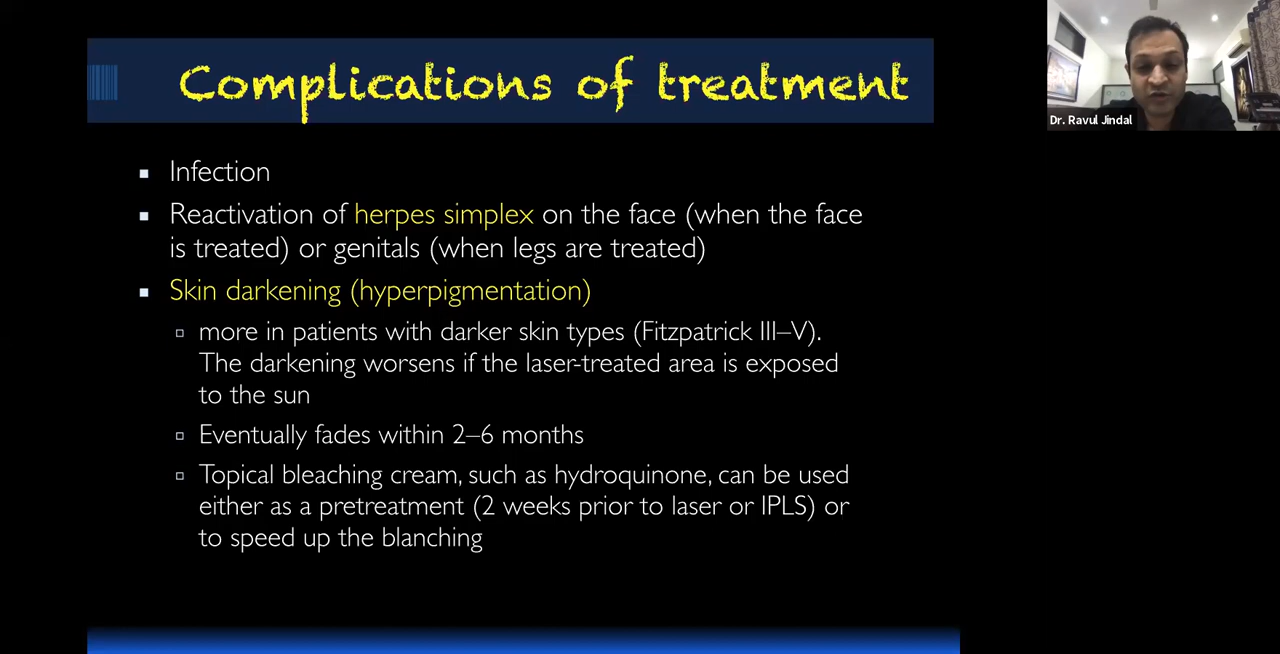 Complications of treatment
Dr. Ravul Jindal
Infection
Reactivation of herpes simplex on the face (when the face
is treated) or genitals (when legs are treated)
Skin darkening (hyperpigmentation)
more in patients with darker skin types (Fitzpatrick III–V).
The darkening worsens if the laser-treated area is exposed
to the sun
Eventually fades within 2–6 months
Topical bleaching cream, such as hydroquinone, can be used
either as a pretreatment (2 weeks prior to laser or IPLS) or
to speed up the blanching